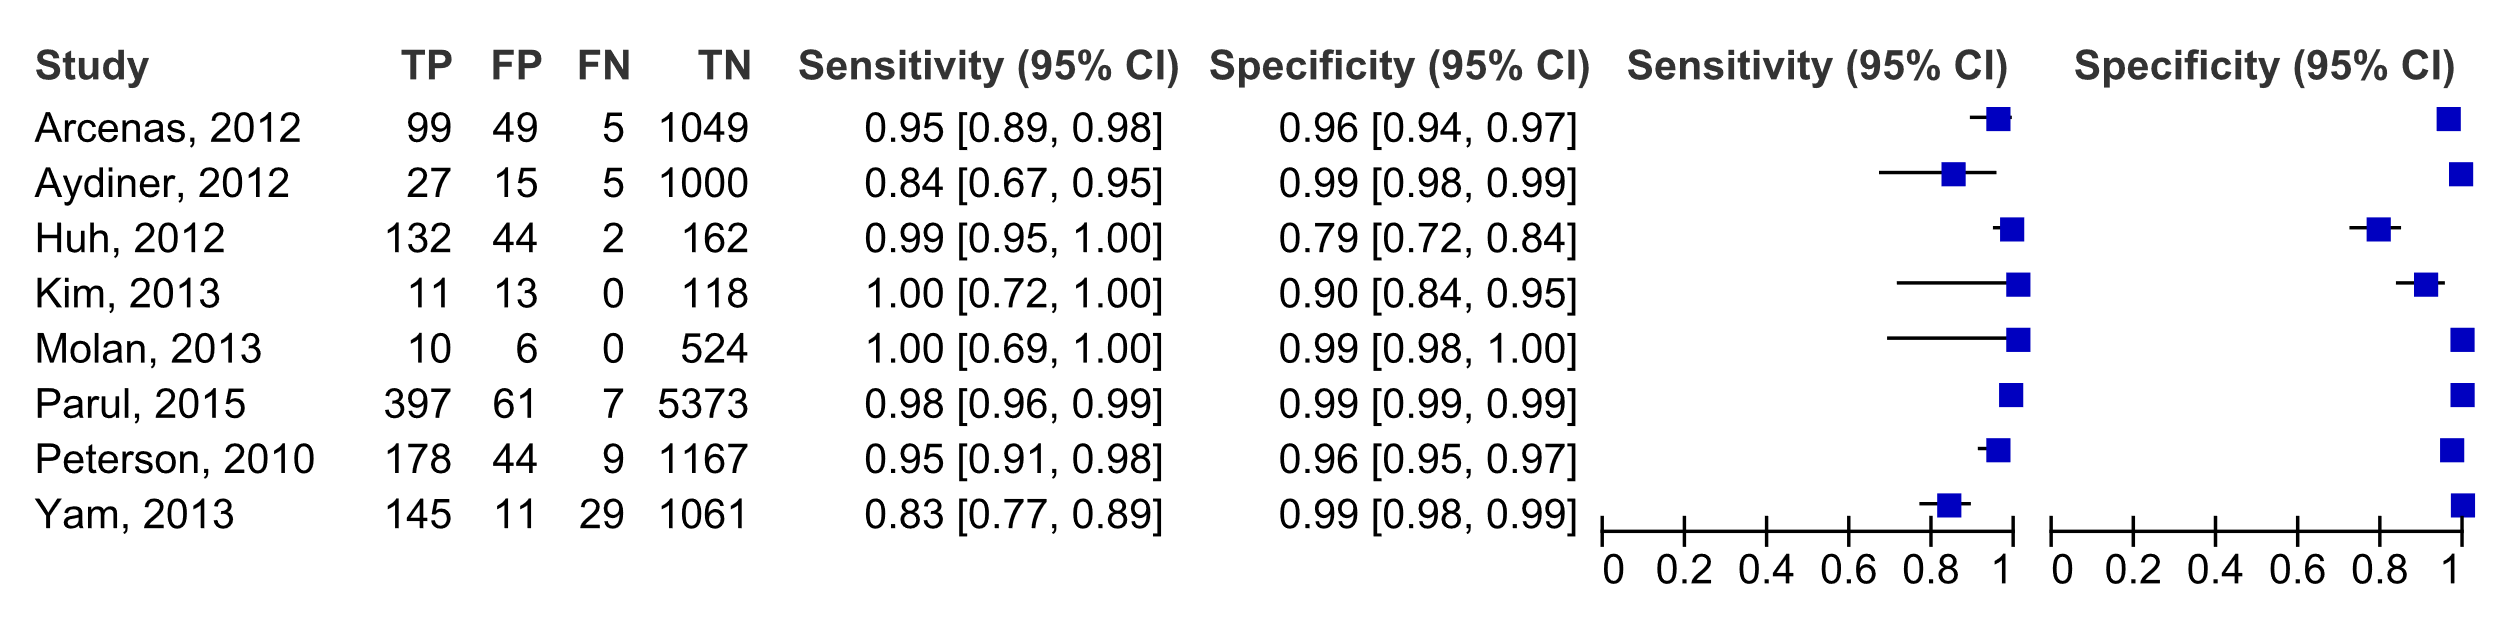 Study TP FP FN TN Sensitivity (95% CI) Specificity (95% CI) Sensitivity (95% CI) Specificity (95% CI)
Arcenas, 2012 99 49 5 1049 0.95 [0.89, 0.98] 0.96 [0.94, 0.97]
Aydiner, 2012 27 15 5 1000 0.84 [0.67, 0.95] 0.99 [0.98, 0.99]
Huh, 2012 132 44 2 162 0.99 [0.95, 1.00] 0.79 [0.72, 0.84]
Kim, 2013 11 13 0 118 1.00 [0.72, 1.00] 0.90 [0.84, 0.95]
Molan, 2013 10 6 0 524 1.00 [0.69, 1.00] 0.99 [0.98, 1.00]
Parul, 2015 397 61 7 5373 0.98 [0.96, 0.99] 0.99 [0.99, 0.99]
Peterson, 2010 178 44 9 1167 0.95 [0.91, 0.98] 0.96 [0.95, 0.97]
Yam, 2013 145 11 29 1061 0.83 [0.77, 0.89] 0.99 [0.98, 0.99]
0 0.2 0.4 0.6 0.8 1 0 0.2 0.4 0.6 0.8 1